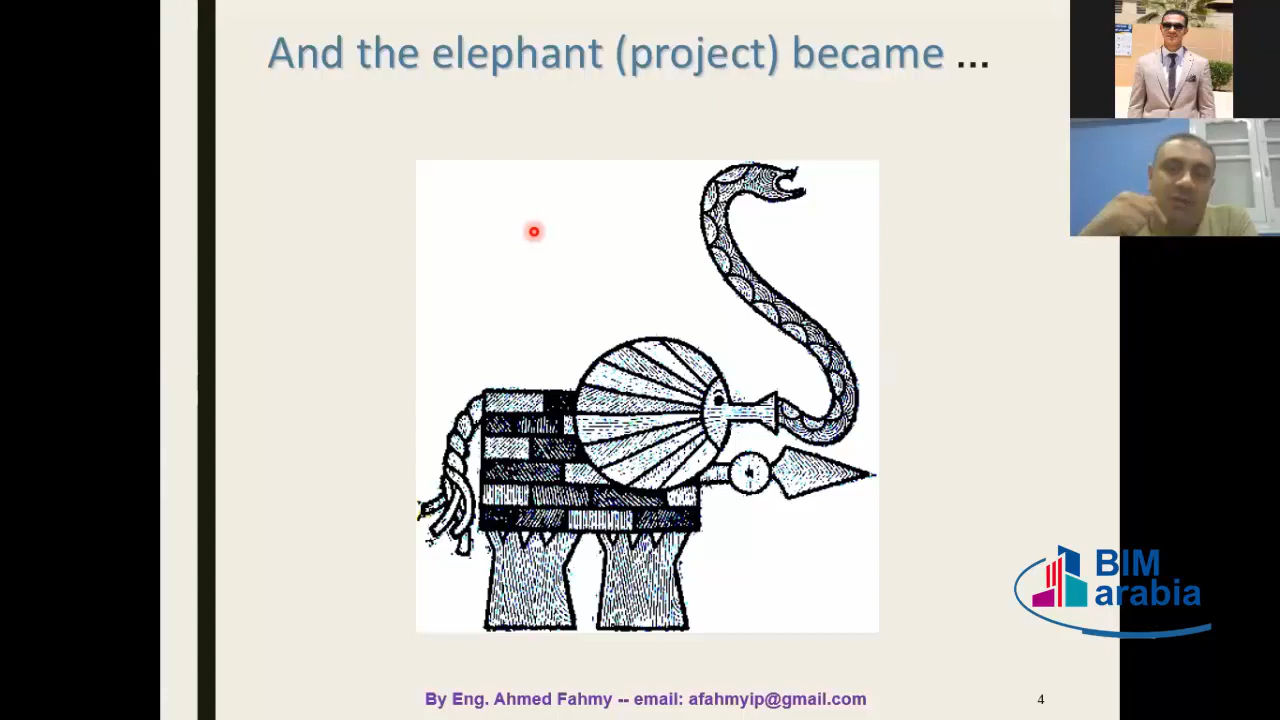 And the elephant (project) became ...
BIM
arabia
By Eng. Ahmed Fahmy -- email: afahmyip@gmail.com
4